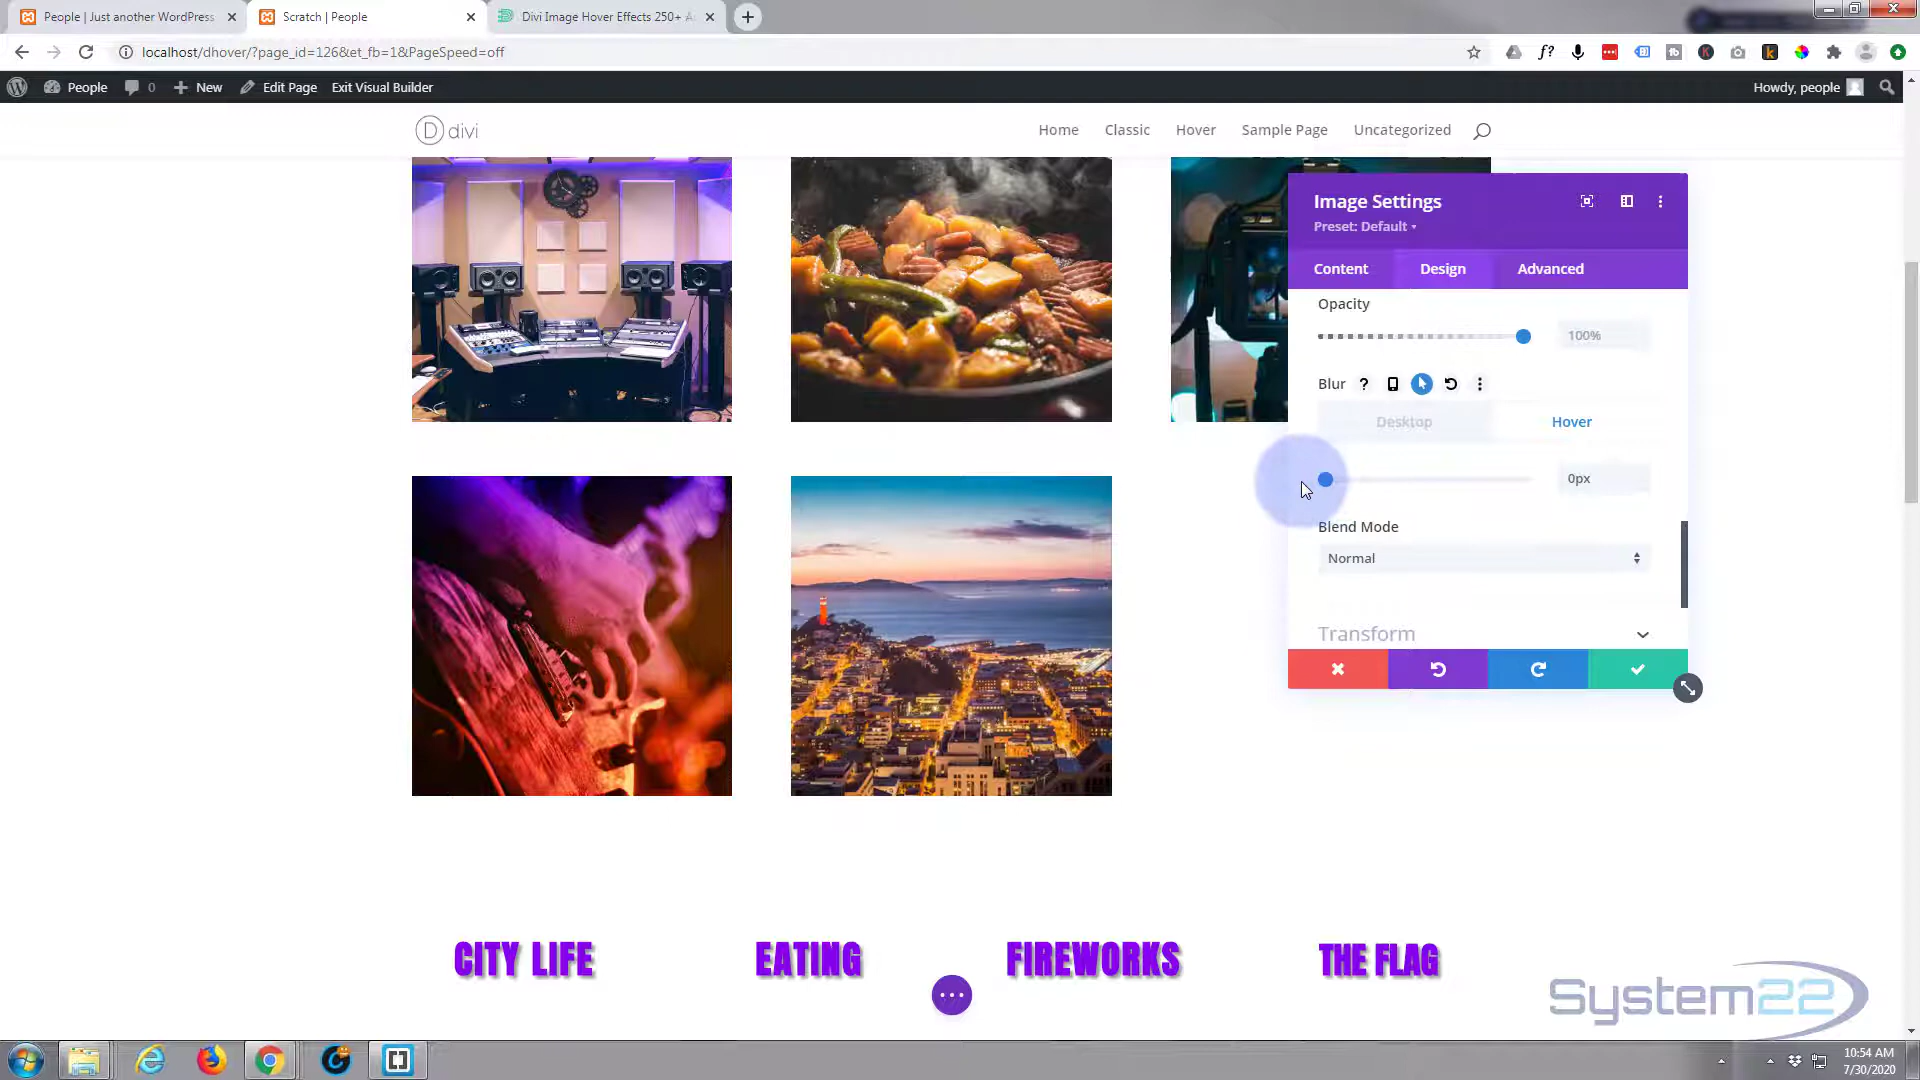 People | Just another WordPress
Scratch | People
Divi Image Hover Effects 250+ A
localhost/dhover/?page_id=126&et_fb=1&PageSpeed=off
People
0
New
Edit Page
Exit Visual Builder
Howdy, people
divi
Home
Classic
Hover
Sample Page
Uncategorized
Image Settings
Preset: Default
Content
Design
Advanced
Opacity
100%
Blur
Desktop
Hover
0px
Blend Mode
Normal
Transform
CITY LIFE
EATING
FIREWORKS
THE FLAG
System22
10:54 AM
7/30/2020